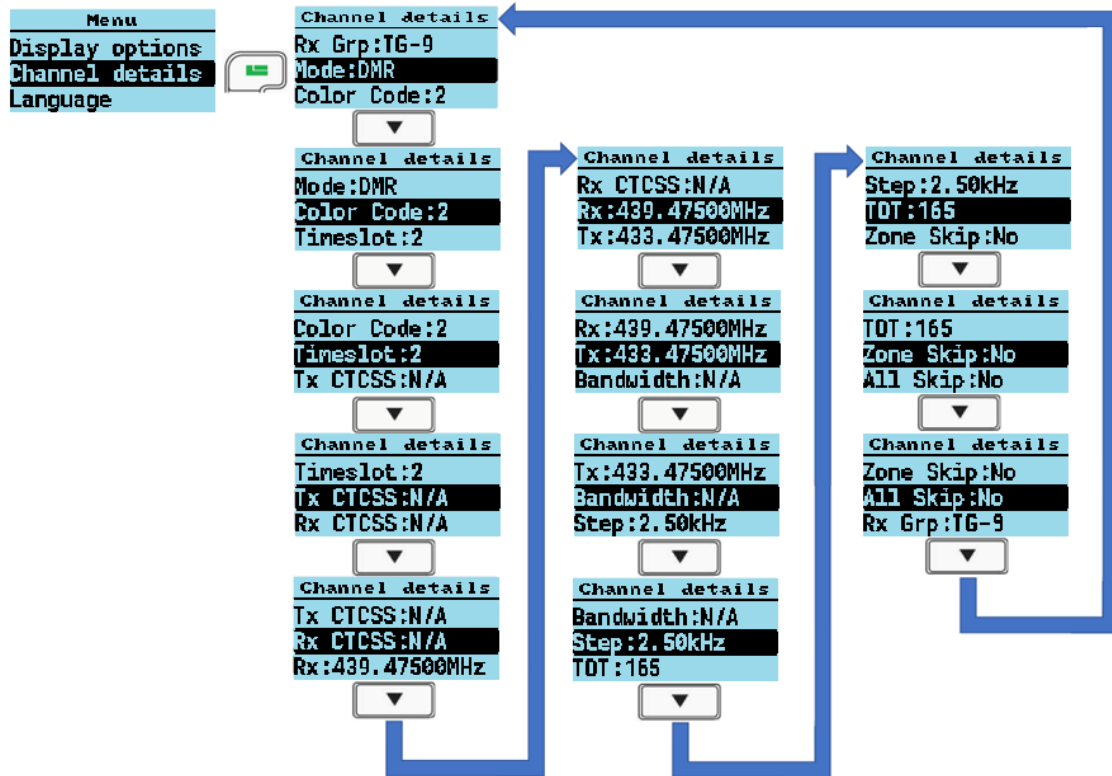 Menu
Display options
Channel details
Language
Channel details
Rx Grp:TG-9
Mode:DMR
Color Code:2
Channel details
Mode:DMR
Color Code:2
Timeslot:2
Channel details
Color Code:2
Timeslot:2
Tx CTCSS:N/A
Channel details
Timeslot:2
Tx CTCSS:N/A
Rx CTCSS:N/A
Channel details
Tx CTCSS:N/A
Rx CTCSS:N/A
Rx:439.47500MHz
Channel details
Rx CTCSS:N/A
Rx:439.47500MHz
Tx:433.47500MHz
Channel details
Rx:439.47500MHz
Tx:433.47500MHz
Bandwidth:N/A
Channel details
Tx:433.47500MHz
Bandwidth:N/A
Step:2.50kHz
Channel details
Bandwidth:N/A
Step:2.50kHz
TOT:165
Channel details
Step:2.50kHz
TOT:165
Zone Skip:No
Channel details
TOT:165
Zone Skip:No
All Skip:No
Channel details
Zone Skip:No
All Skip:No
Rx Grp:TG-9